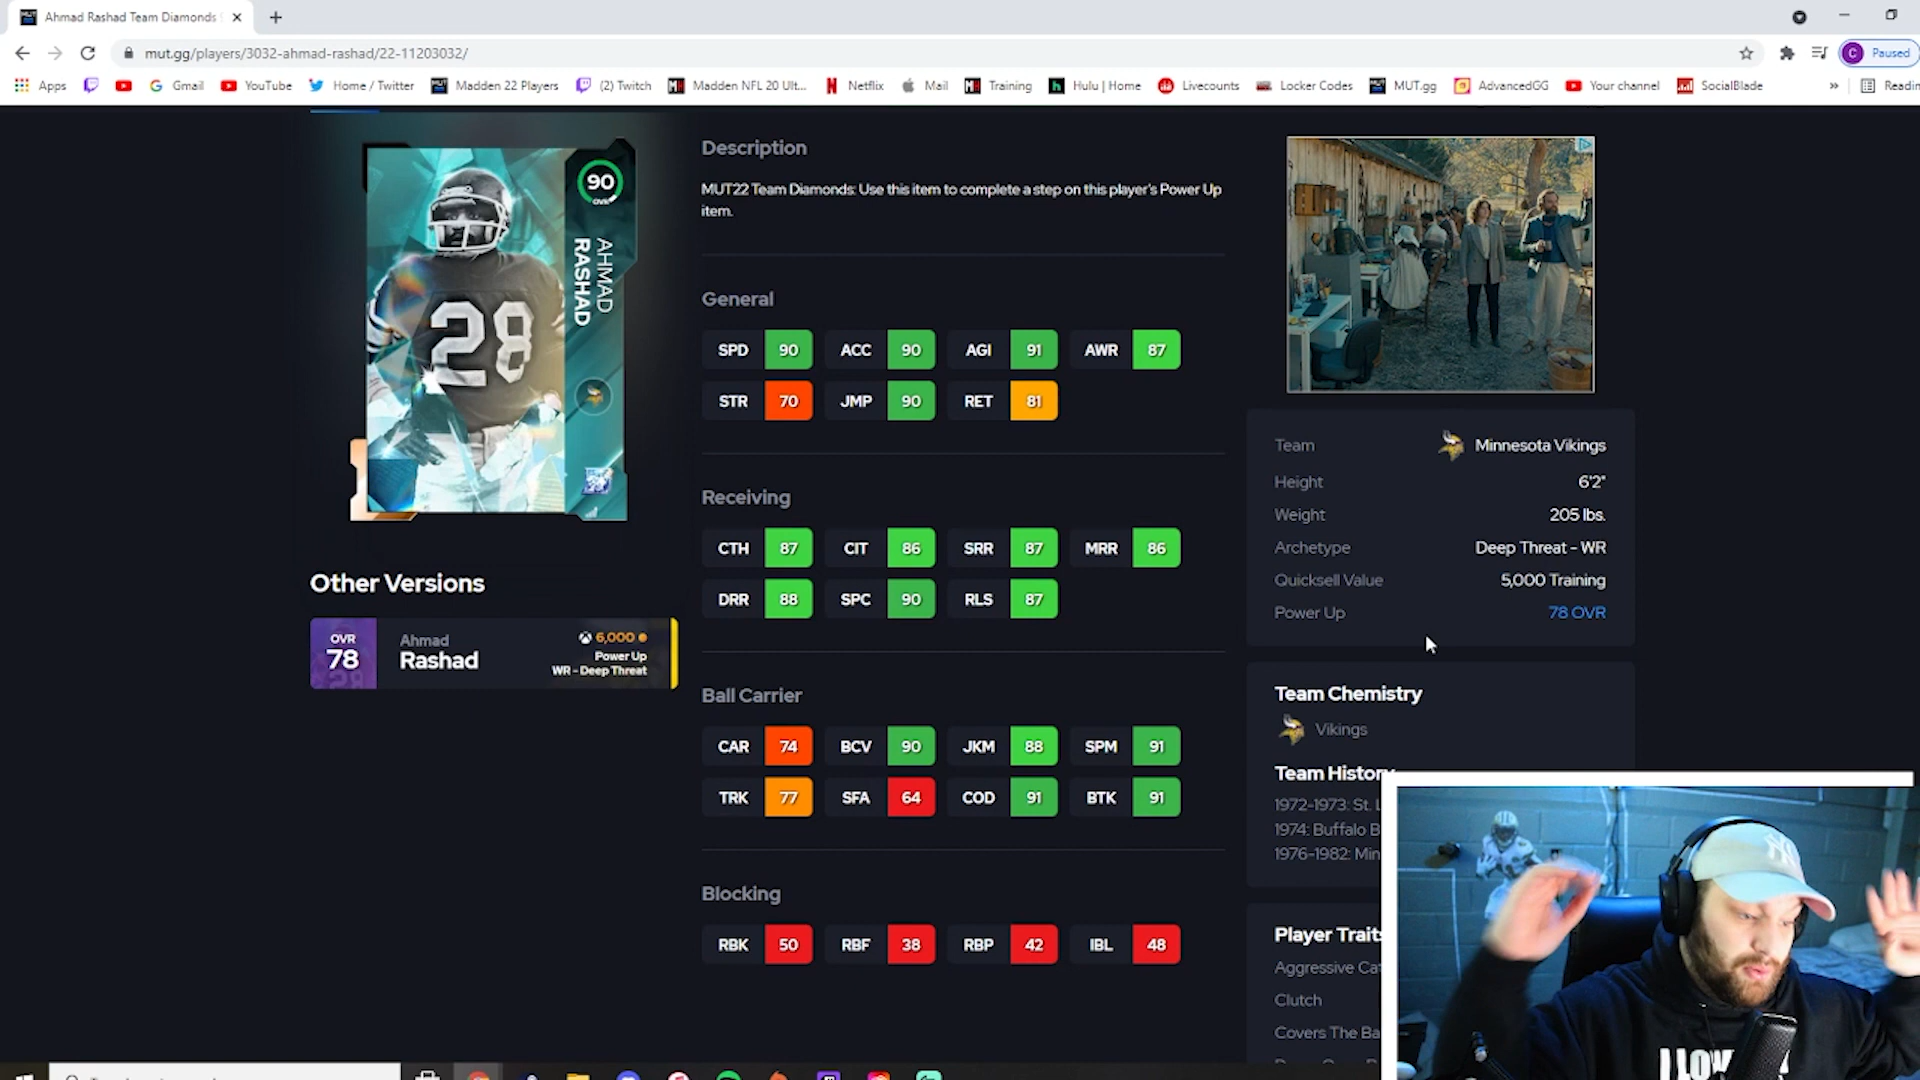 Ahmad Rashad Team Diamonds
mut.gg/players/3032-ahmad-rashad/22-11203032/
C Paused
Apps Gmail YouTube Home / Twitter Madden 22 Players (2) Twitch Madden NFL 20 Ult... Netflix Mail Training Hulu | Home Livecounts Locker Codes MUT.gg AdvancedGG Your channel SocialBlade » Readin
90
OVR
AHMAD
RASHAD
28
Other Versions
OVR
78
Ahmad
Rashad
6,000
Power Up
WR - Deep Threat
Description
MUT22 Team Diamonds: Use this item to complete a step on this player's Power Up
item.
General
SPD 90 ACC 90 AGI 91 AWR 87
STR 70 JMP 90 RET 81
Receiving
CTH 87 CIT 86 SRR 87 MRR 86
DRR 88 SPC 90 RLS 87
Ball Carrier
CAR 74 BCV 90 JKM 88 SPM 91
TRK 77 SFA 64 COD 91 BTK 91
Blocking
RBK 50 RBF 38 RBP 42 IBL 48
Team Minnesota Vikings
Height 6'2"
Weight 205 lbs.
Archetype Deep Threat - WR
Quicksell Value 5,000 Training
Power Up 78 OVR
Team Chemistry
Vikings
Team History
1972-1973: St. L
1974: Buffalo B
1976-1982: Min
Player Traits
Aggressive Cat
Clutch
Covers The Ba